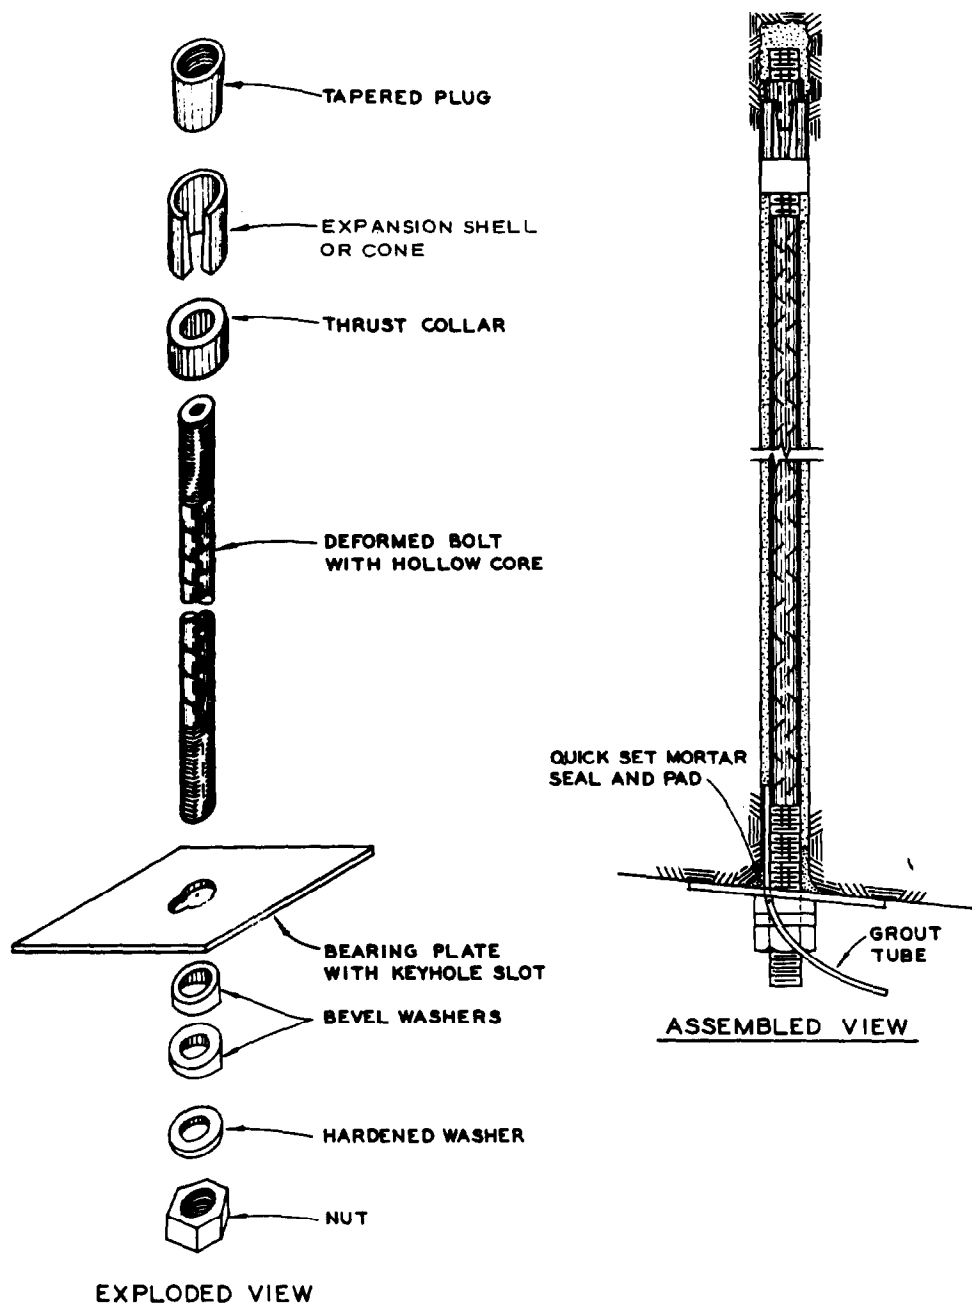 TAPERED PLUG
EXPANSION SHELL
OR CONE
THRUST COLLAR
DEFORMED BOLT
WITH HOLLOW CORE
BEARING PLATE
WITH KEYHOLE SLOT
BEVEL WASHERS
HARDENED WASHER
NUT
EXPLODED VIEW
QUICK SET MORTAR
SEAL AND PAD
GROUT
TUBE
ASSEMBLED VIEW